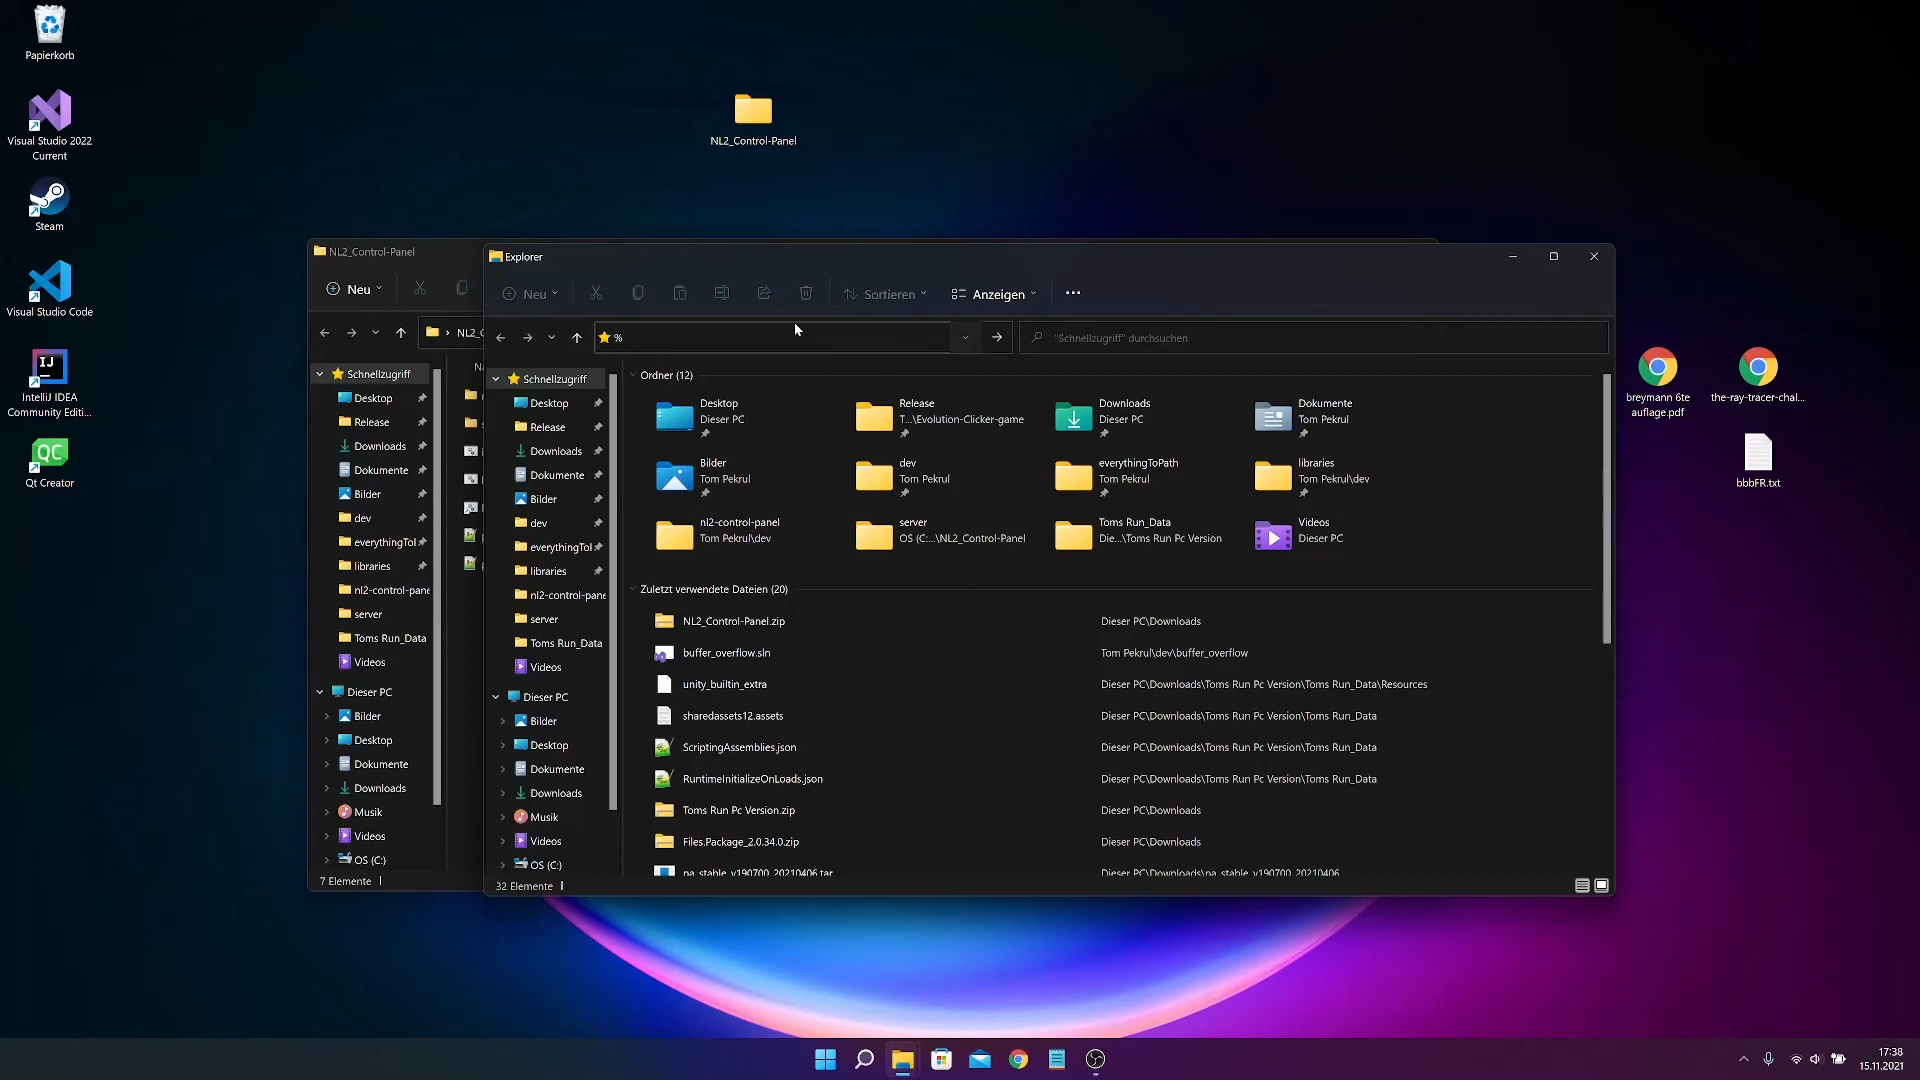 Papierkorb
Visual Studio 2022
Current
Steam
Visual Studio Code
IJ
IntelliJ IDEA
Community Editi...
QC
Qt Creator
NL2_Control-Panel
breymann 6te
auflage.pdf
the-ray-tracer-chal...
bbbFR.txt
NL2_Control-Panel
Neu
NL2_C
Schnellzugriff
Desktop
Release
Downloads
Dokumente
Bilder
dev
everythingTol
libraries
nl2-control-pane
server
Toms Run_Data
Videos
Dieser PC
Bilder
Desktop
Dokumente
Downloads
Musik
Videos
OS (C:)
7 Elemente
Explorer
Neu
Sortieren
Anzeigen
%
"Schnellzugriff" durchsuchen
Schnellzugriff
Desktop
Release
Downloads
Dokumente
Bilder
dev
everythingTol
libraries
nl2-control-pane
server
Toms Run_Data
Videos
Dieser PC
Bilder
Desktop
Dokumente
Downloads
Musik
Videos
OS (C:)
32 Elemente
Ordner (12)
Desktop
Dieser PC
Release
T...\Evolution-Clicker-game
Downloads
Dieser PC
Dokumente
Tom Pekrul
Bilder
Tom Pekrul
dev
Tom Pekrul
everythingToPath
Tom Pekrul
libraries
Tom Pekrul\dev
nl2-control-panel
Tom Pekrul\dev
server
OS (C:...\NL2_Control-Panel
Toms Run_Data
Die...\Toms Run Pc Version
Videos
Dieser PC
Zuletzt verwendete Dateien (20)
NL2_Control-Panel.zip Dieser PC\Downloads
buffer_overflow.sln Tom Pekrul\dev\buffer_overflow
unity_builtin_extra Dieser PC\Downloads\Toms Run Pc Version\Toms Run_Data\Resources
sharedassets12.assets Dieser PC\Downloads\Toms Run Pc Version\Toms Run_Data
ScriptingAssemblies.json Dieser PC\Downloads\Toms Run Pc Version\Toms Run_Data
RuntimeInitializeOnLoads.json Dieser PC\Downloads\Toms Run Pc Version\Toms Run_Data
Toms Run Pc Version.zip Dieser PC\Downloads
Files.Package_2.0.34.0.zip Dieser PC\Downloads
pa_stable_v190700_20210406.tar Dieser PC\Downloads\pa_stable_v190700_20210406
17:38
15.11.2021